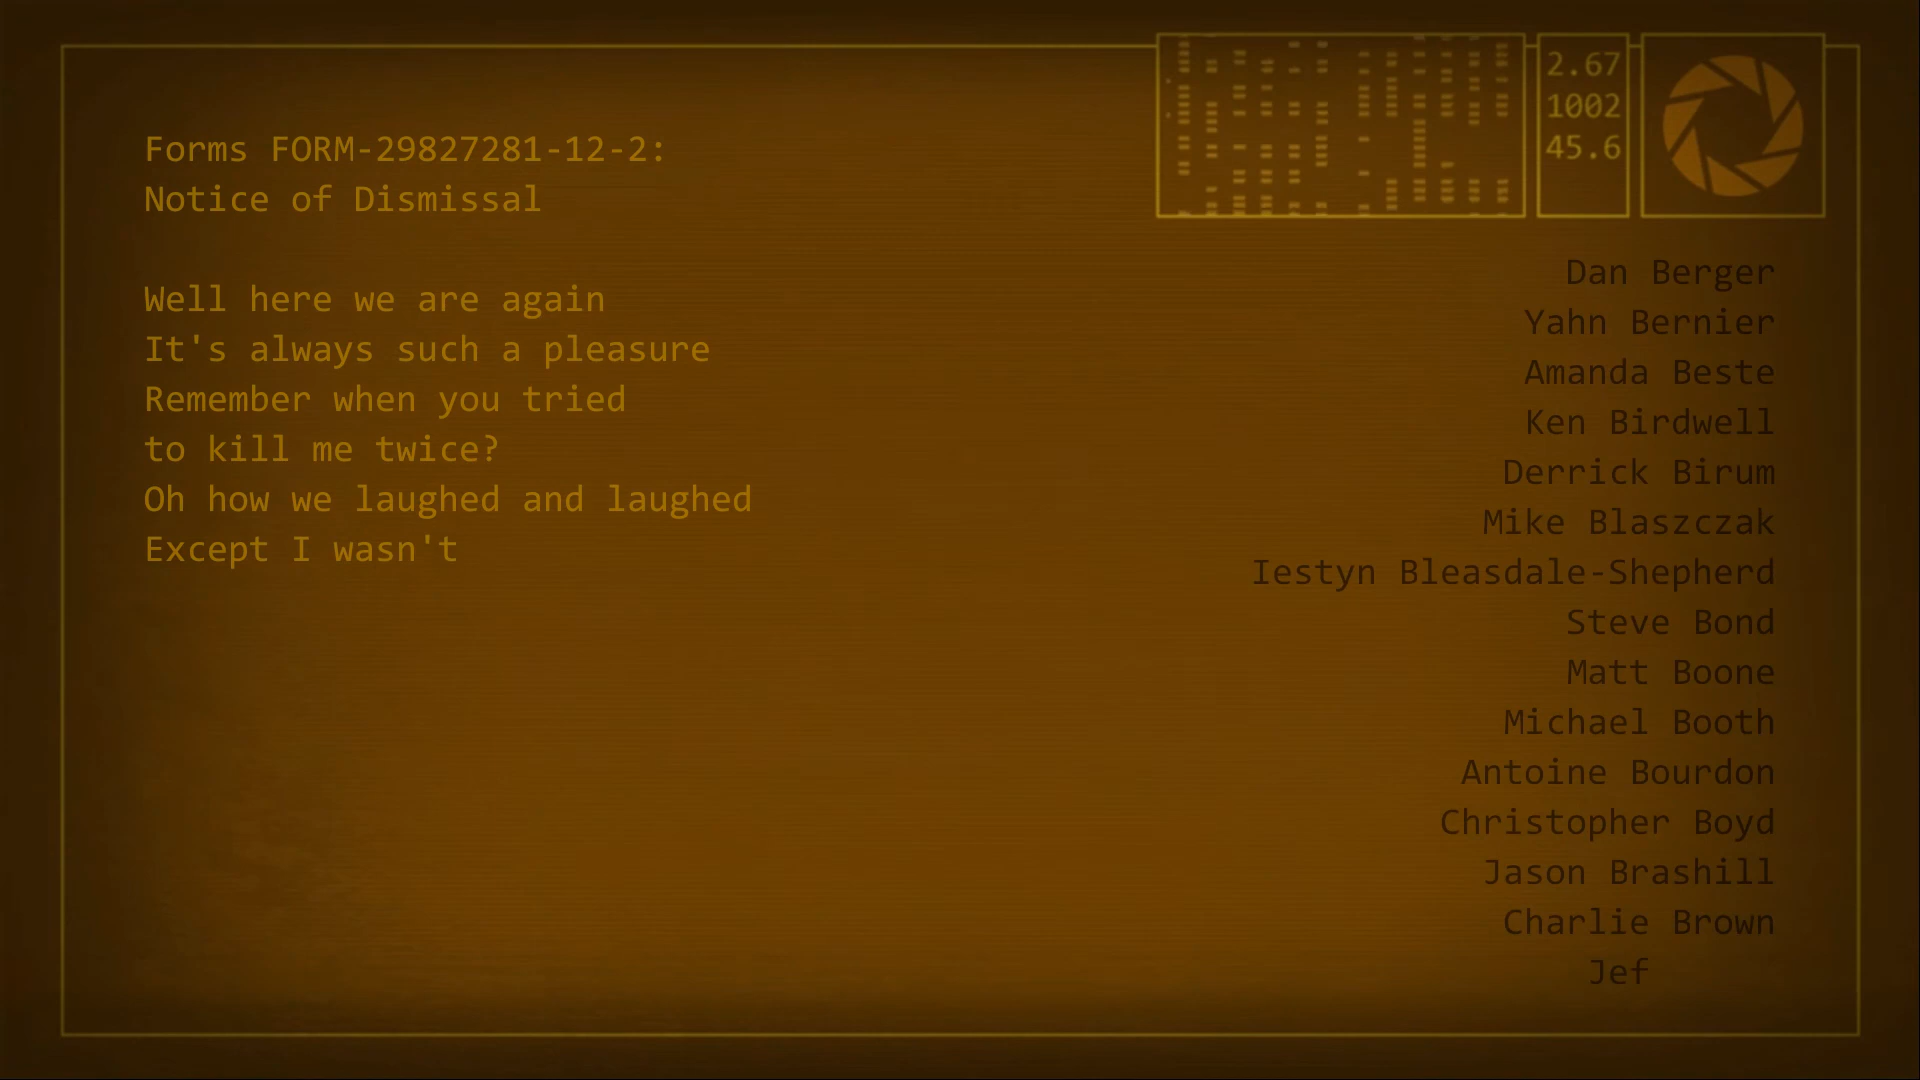 2.67
1002
45.6
Forms FORM-29827281-12-2:
Notice of Dismissal
Well here we are again
It's always such a pleasure
Remember when you tried
to kill me twice?
Oh how we laughed and laughed
Except I wasn't
Dan Berger
Yahn Bernier
Amanda Beste
Ken Birdwell
Derrick Birum
Mike Blaszczak
Iestyn Bleasdale-Shepherd
Steve Bond
Matt Boone
Michael Booth
Antoine Bourdon
Christopher Boyd
Jason Brashill
Charlie Brown
Jef